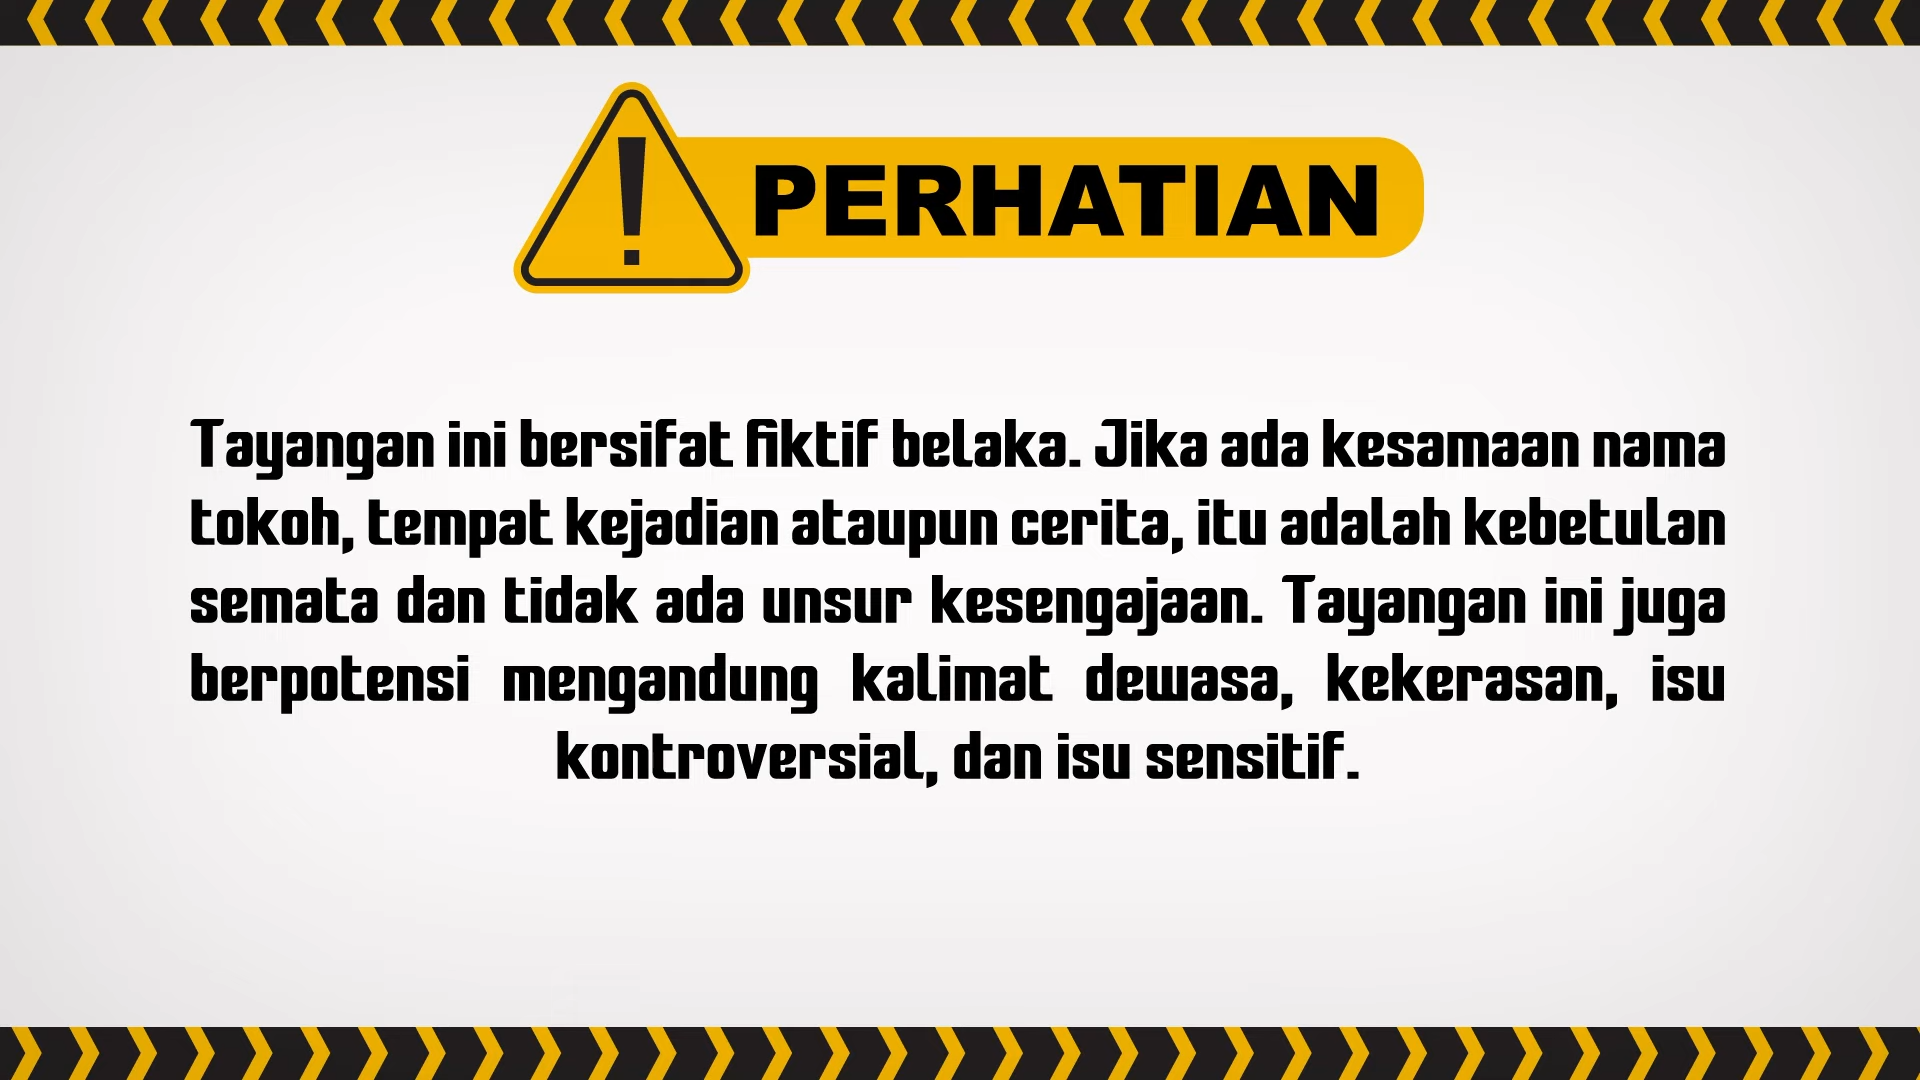 PERHATIAN
Tayangan ini bersifat fiktif belaka. Jika ada kesamaan nama
tokoh, tempat kejadian ataupun cerita, itu adalah kebetulan
semata dan tidak ada unsur kesengajaan. Tayangan ini juga
berpotensi mengandung kalimat dewasa, kekerasan, isu
kontroversial, dan isu sensitif.